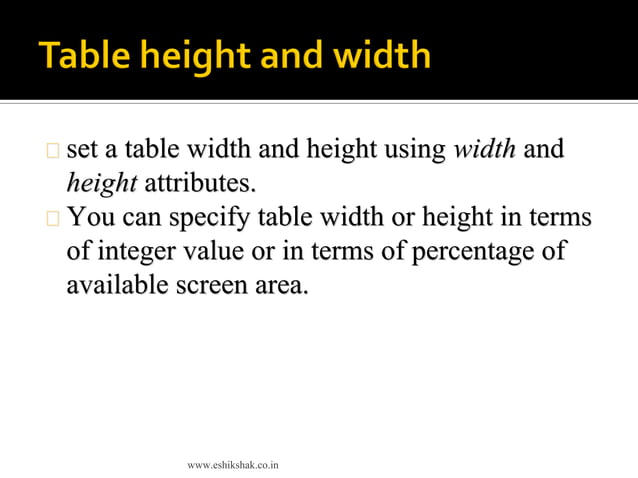 Table height and width
set a table width and height using width and
height attributes.
You can specify table width or height in terms
of integer value or in terms of percentage of
available screen area.
www.eshikshak.co.in